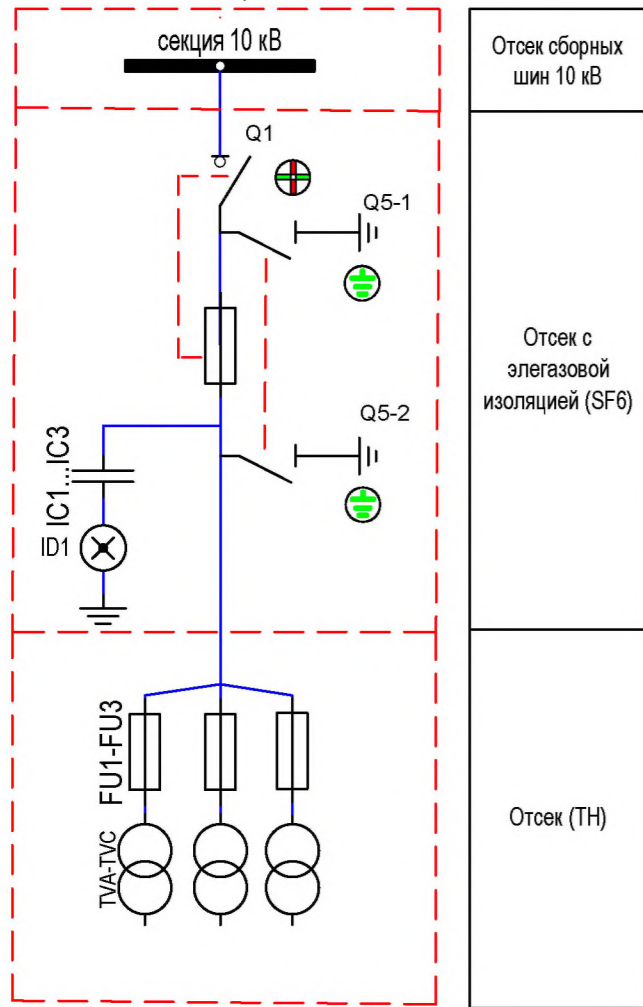 секция 10 кВ
Отсек сборных
шин 10 кВ
Q1
Q5-1
Отсек с
элегазовой
изоляцией (SF6)
Q5-2
IC1...IC3
ID1
FU1-FU3
TVA-TVC
Отсек (ТН)